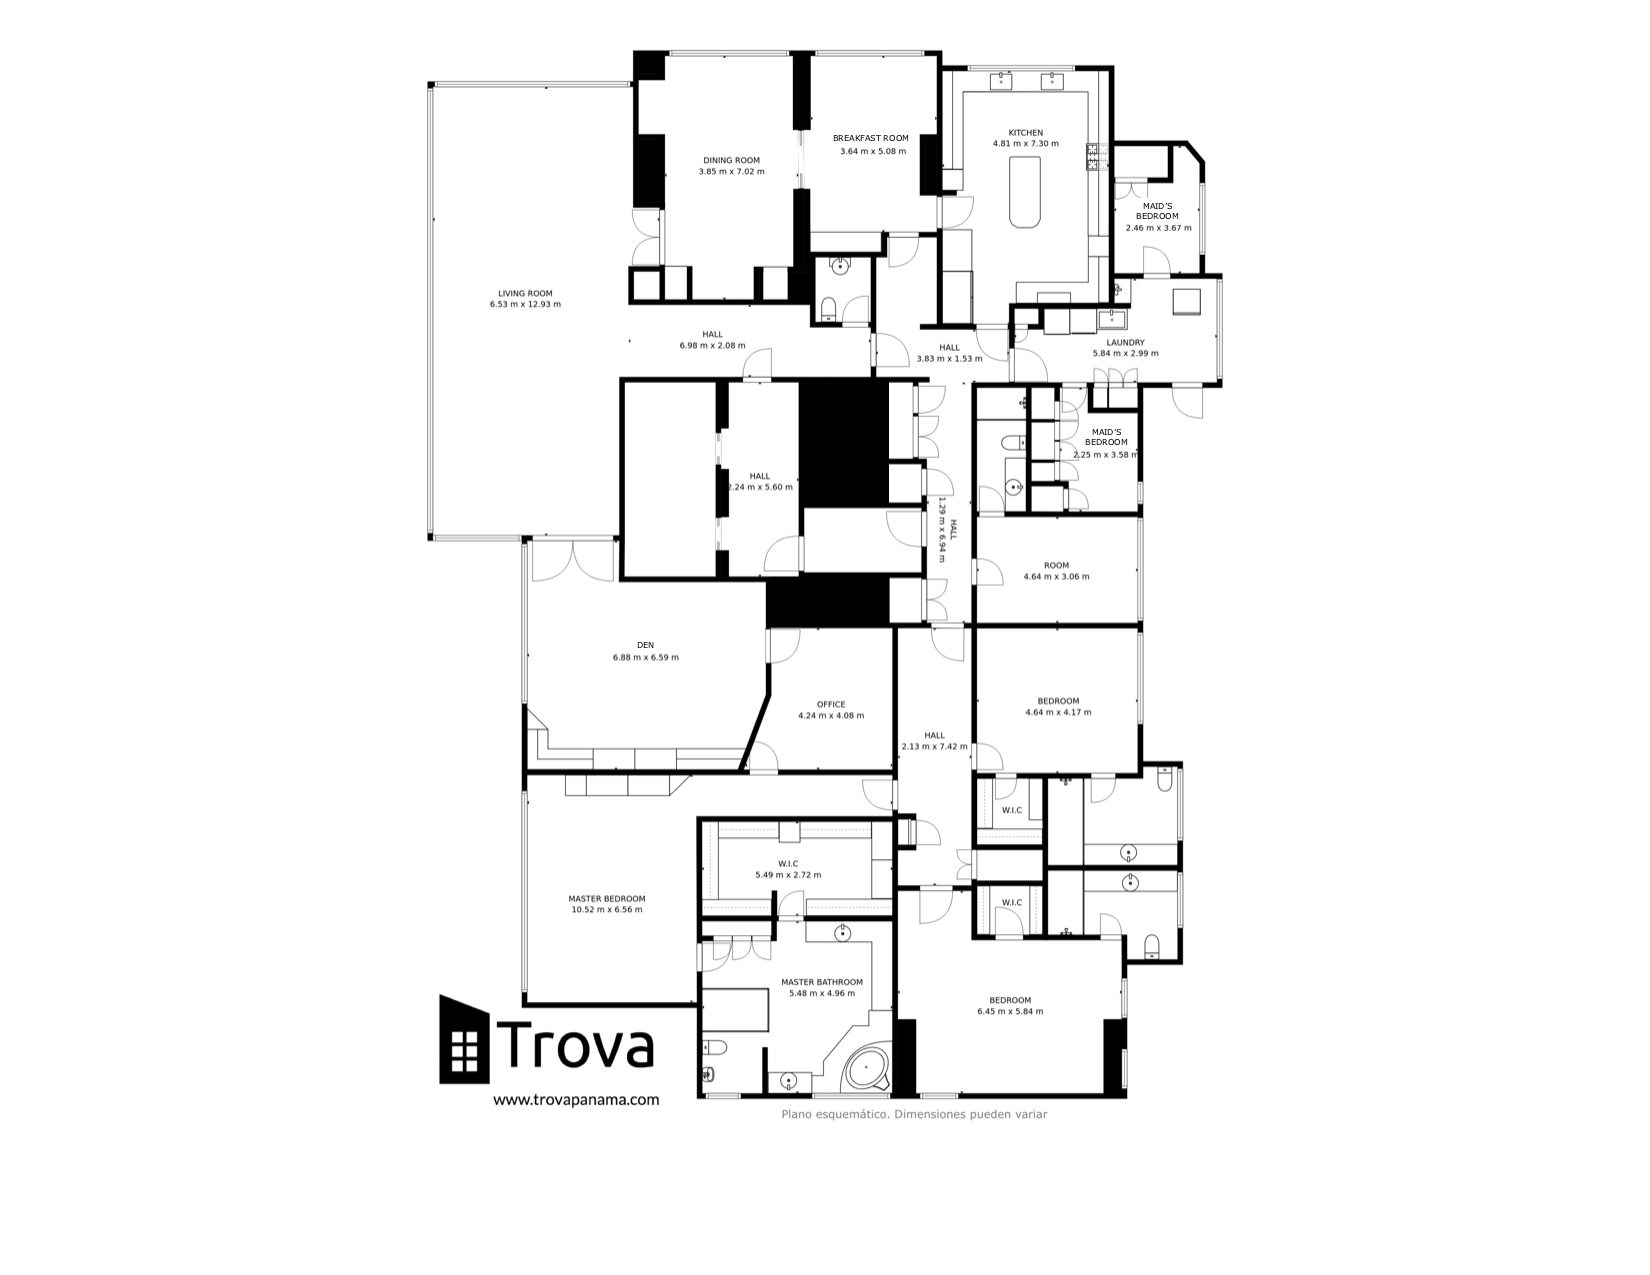 KITCHEN
4.81 m x 7.30 m
BREAKFAST ROOM
3.64 m x 5.08 m
DINING ROOM
3.85 m x 7.02 m
MAID'S
BEDROOM
2.46 m x 3.67 m
LIVING ROOM
6.53 m x 12.93 m
HALL
6.98 m x 2.08 m
HALL
3.83 m x 1.53 m
LAUNDRY
5.84 m x 2.99 m
MAID'S
BEDROOM
2.25 m x 3.58 m
HALL
2.24 m x 5.60 m
HALL
1.29 m x 6.94 m
ROOM
4.64 m x 3.06 m
DEN
6.88 m x 6.59 m
OFFICE
4.24 m x 4.08 m
BEDROOM
4.64 m x 4.17 m
HALL
2.13 m x 7.42 m
W.I.C
W.I.C
5.49 m x 2.72 m
MASTER BEDROOM
10.52 m x 6.56 m
W.I.C
MASTER BATHROOM
5.48 m x 4.96 m
BEDROOM
6.45 m x 5.84 m
Trova
www.trovapanama.com
Plano esquemático. Dimensiones pueden variar